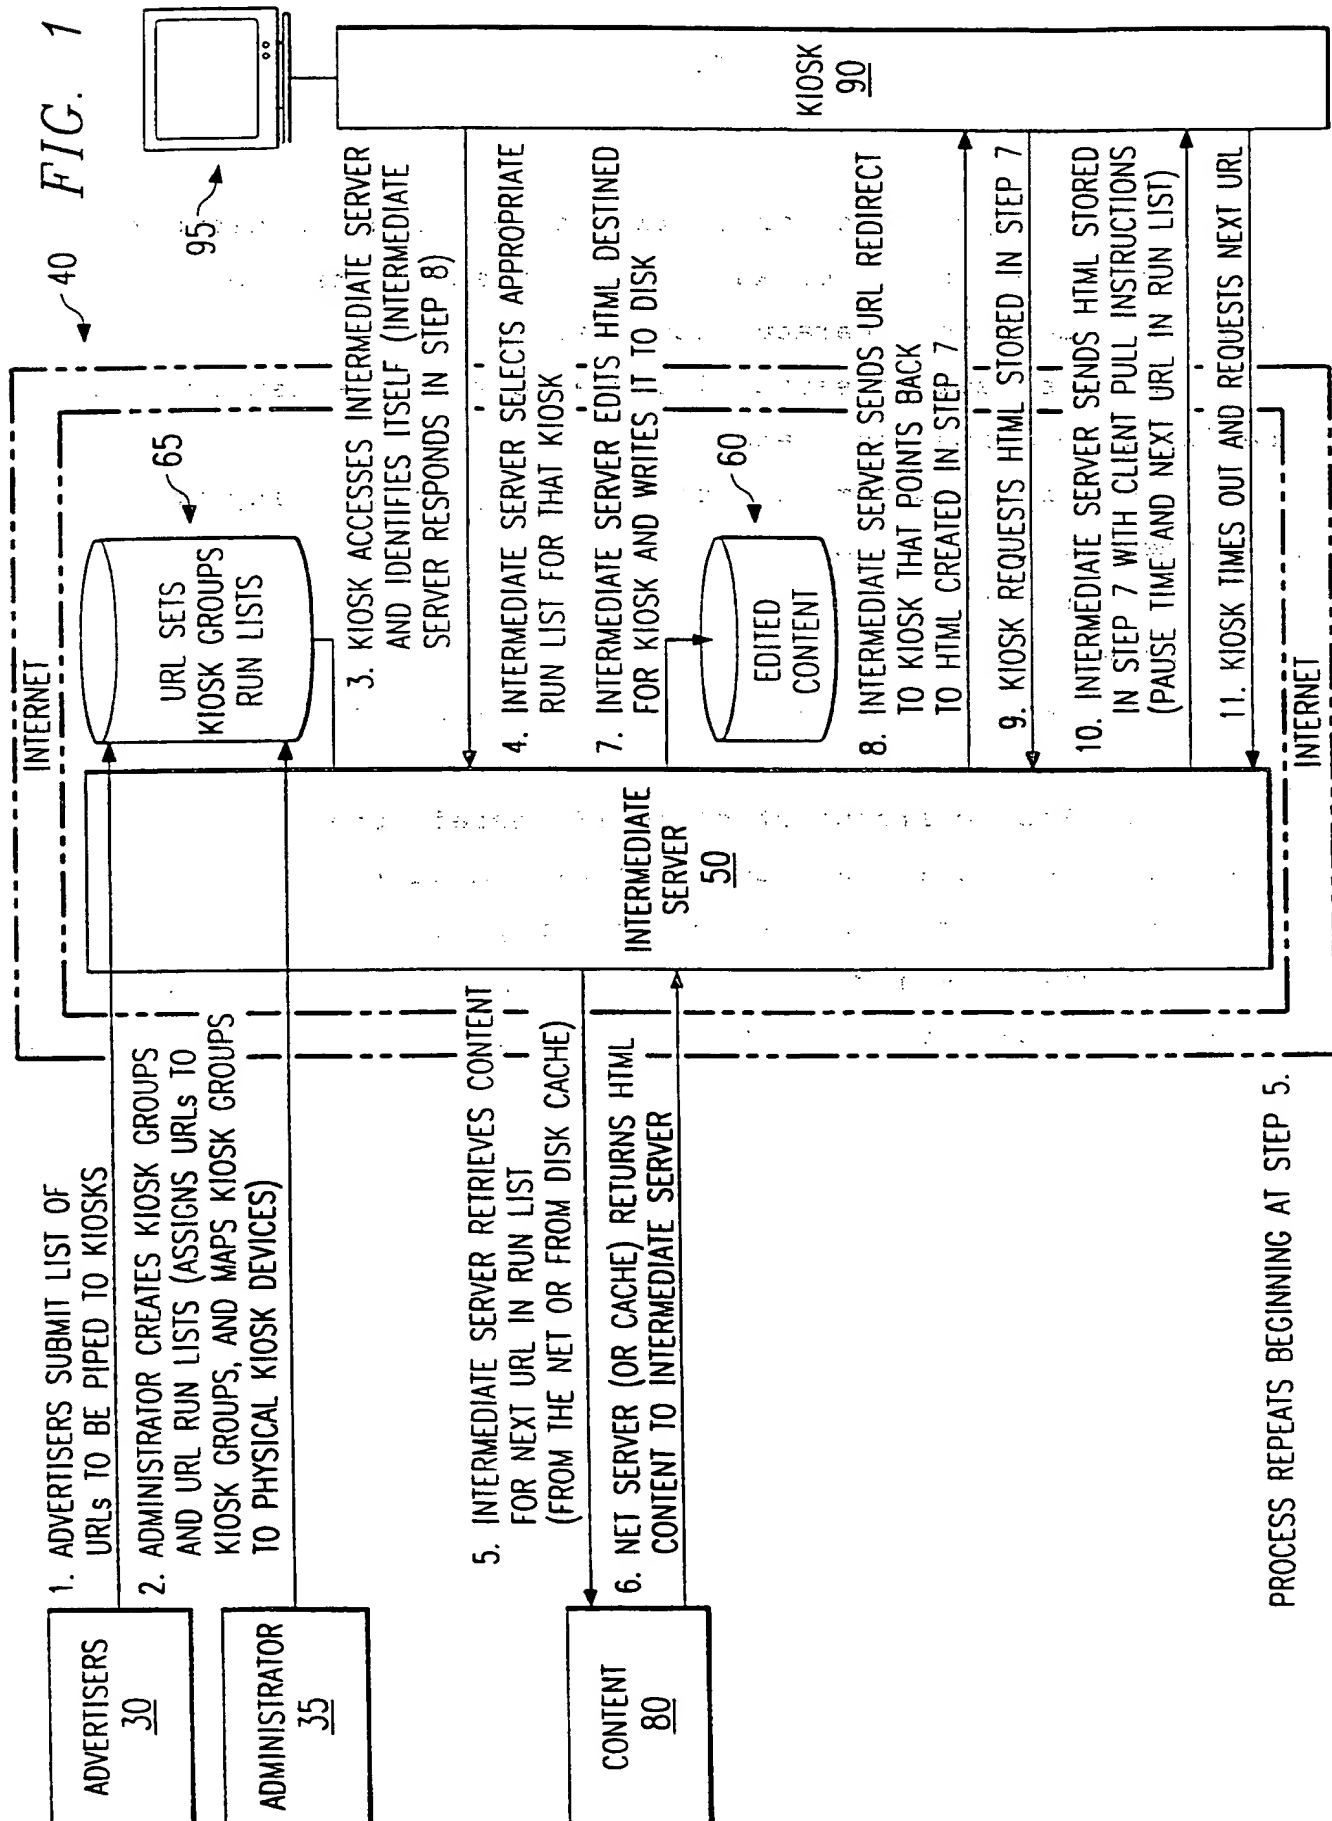 FIG. 1
40
95
INTERNET
65
URL SETS
KIOSK GROUPS
RUN LISTS
ADVERTISERS
30
1. ADVERTISERS SUBMIT LIST OF
URLs TO BE PIPED TO KIOSKS
ADMINISTRATOR
35
2. ADMINISTRATOR CREATES KIOSK GROUPS
AND URL RUN LISTS (ASSIGNS URLs TO
KIOSK GROUPS, AND MAPS KIOSK GROUPS
TO PHYSICAL KIOSK DEVICES)
3. KIOSK ACCESSES INTERMEDIATE SERVER
AND IDENTIFIES ITSELF (INTERMEDIATE
SERVER RESPONDS IN STEP 8)
4. INTERMEDIATE SERVER SELECTS APPROPRIATE
RUN LIST FOR THAT KIOSK
CONTENT
80
5. INTERMEDIATE SERVER RETRIEVES CONTENT
FOR NEXT URL IN RUN LIST
(FROM THE NET OR FROM DISK CACHE)
6. NET SERVER (OR CACHE) RETURNS HTML
CONTENT TO INTERMEDIATE SERVER
INTERMEDIATE
SERVER
50
7. INTERMEDIATE SERVER EDITS HTML DESTINED
FOR KIOSK AND WRITES IT TO DISK
60
EDITED
CONTENT
8. INTERMEDIATE SERVER SENDS URL REDIRECT
TO KIOSK THAT POINTS BACK
TO HTML CREATED IN STEP 7
KIOSK
90
9. KIOSK REQUESTS HTML STORED IN STEP 7
10. INTERMEDIATE SERVER SENDS HTML STORED
IN STEP 7 WITH CLIENT PULL INSTRUCTIONS
(PAUSE TIME AND NEXT URL IN RUN LIST)
11. KIOSK TIMES OUT AND REQUESTS NEXT URL
INTERNET
PROCESS REPEATS BEGINNING AT STEP 5.